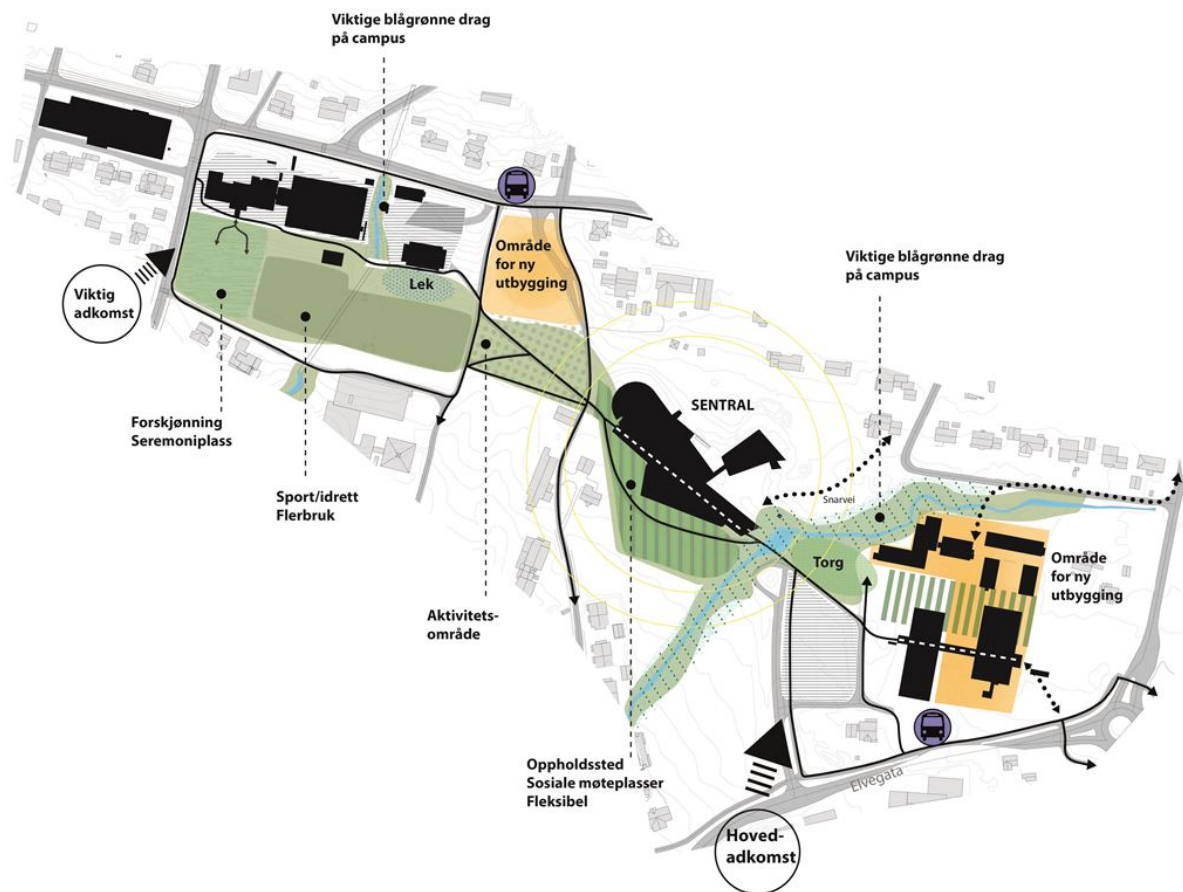 Viktige blågrønne drag
på campus
Område
for ny
utbygging
Viktige blågrønne drag
på campus
Viktig
adkomst
Lek
Forskjønning
Seremoniplass
SENTRAL
Sport/idrett
Flerbruk
Snarvei
Torg
Område
for ny
utbygging
Aktivitets-
område
Oppholdssted
Sosiale møteplasser
Fleksibel
Elvegata
Hoved-
adkomst